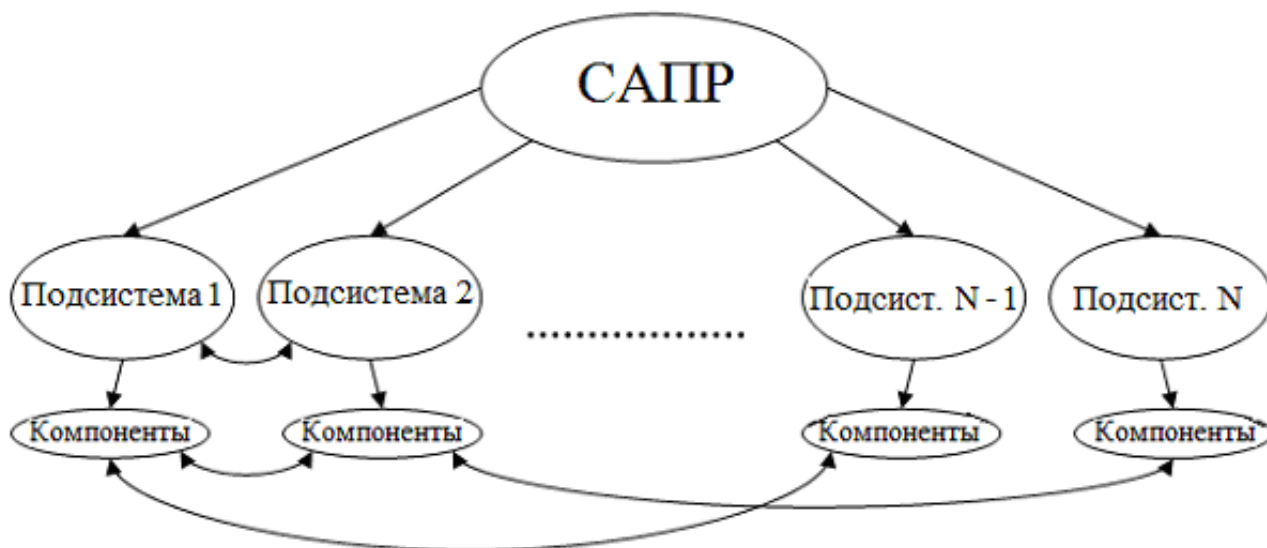 САПР
Подсистема 1
Подсистема 2
Подсист. N - 1
Подсист. N
Компоненты
Компоненты
Компоненты
Компоненты